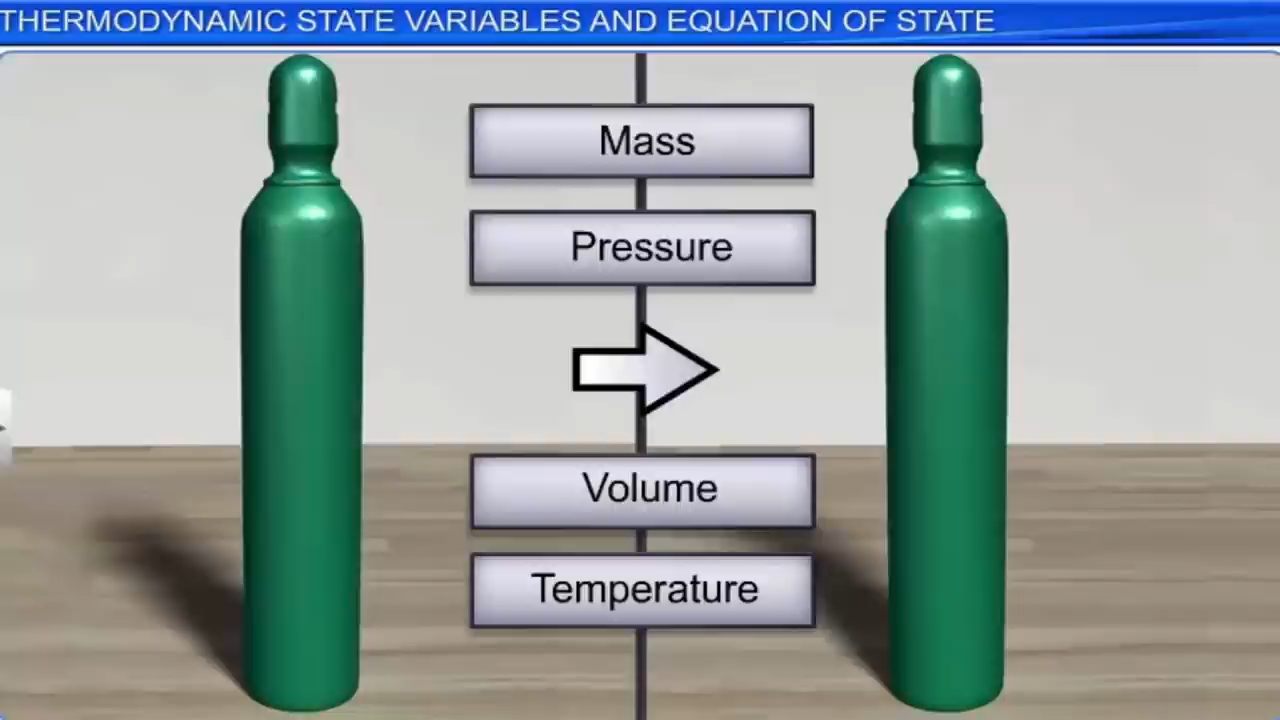 THERMODYNAMIC STATE VARIABLES AND EQUATION OF STATE
Mass
Pressure
Volume
Temperature